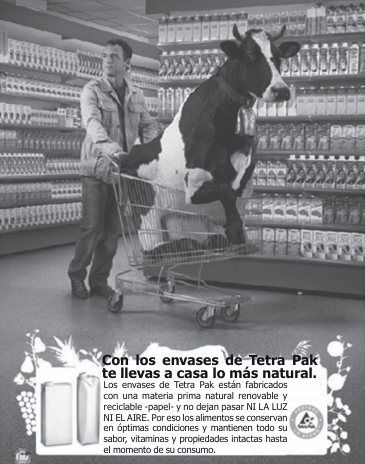 Con los envases de Tetra Pak
te llevas a casa lo más natural.
Los envases de Tetra Pak están fabricados
con una materia prima natural renovable y
reciclable -papel- y no dejan pasar NI LA LUZ
NI EL AIRE. Por eso los alimentos se conservan
en óptimas condiciones y mantienen todo su
sabor, vitaminas y propiedades intactas hasta
el momento de su consumo.
Tetra Pak